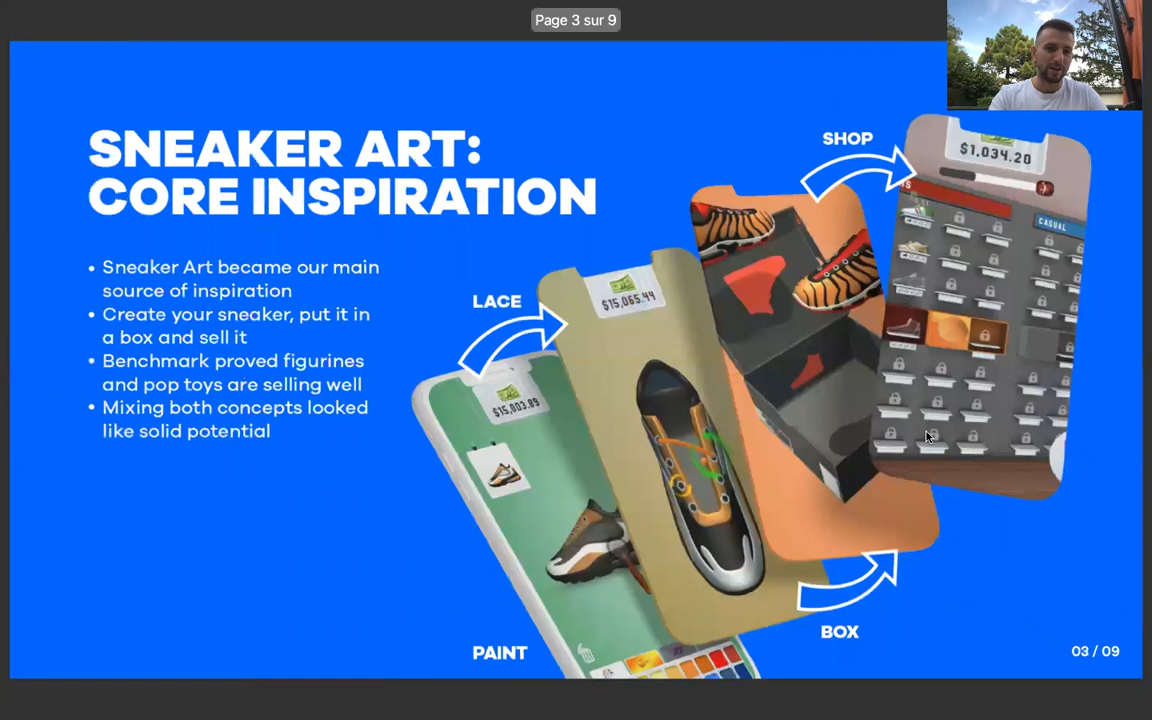 Page 3 sur 9
SNEAKER ART:
CORE INSPIRATION
• Sneaker Art became our main
source of inspiration
• Create your sneaker, put it in
a box and sell it
• Benchmark proved figurines
and pop toys are selling well
• Mixing both concepts looked
like solid potential
SHOP
$1,034.20
CASUAL
LACE
$15,065.44
$15,003.89
BOX
PAINT
03 / 09